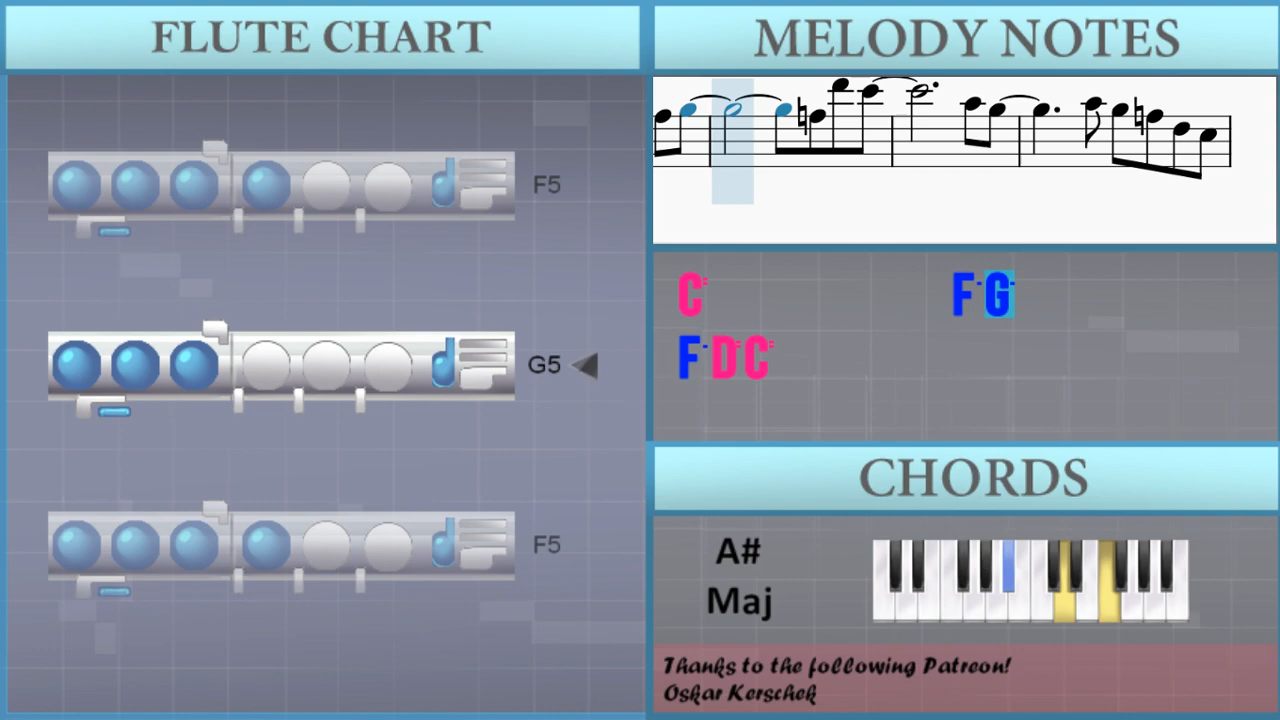 FLUTE CHART
F5
G5
F5
MELODY NOTES
C F G
F D C
CHORDS
A#
Maj
Thanks to the following Patreon!
Oskar Kerschek